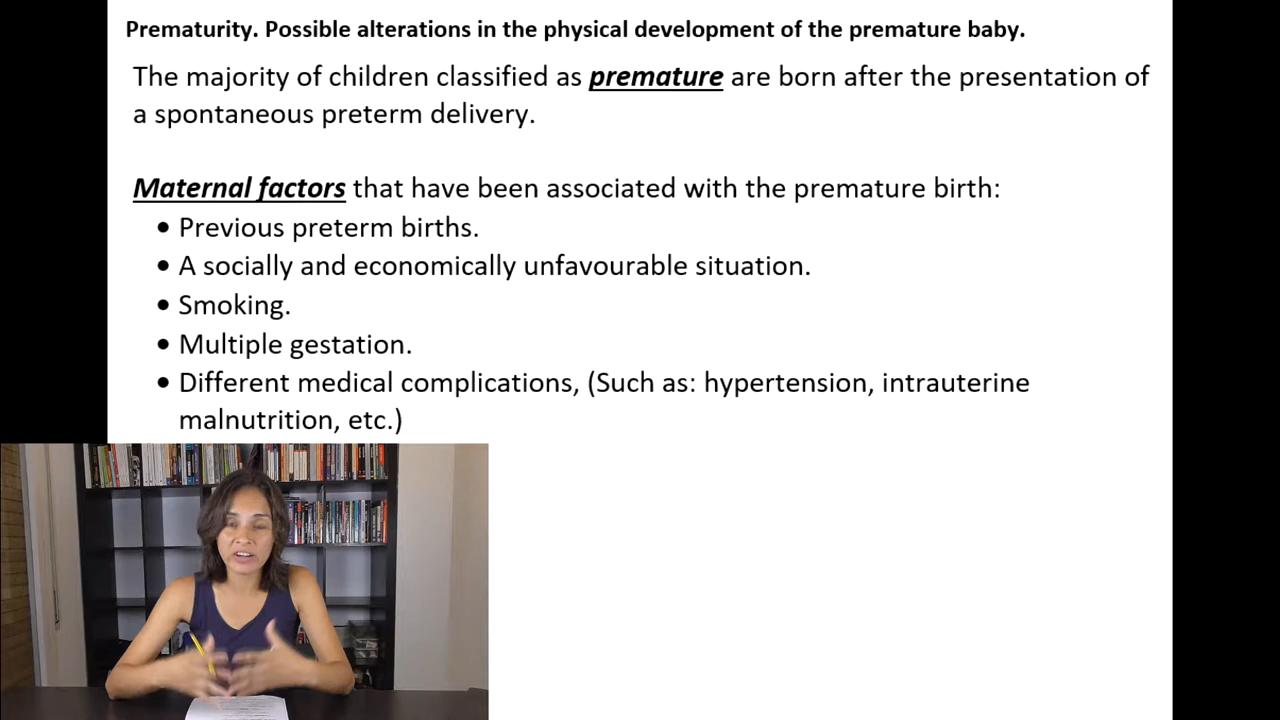 Prematurity. Possible alterations in the physical development of the premature baby.
The majority of children classified as premature are born after the presentation of
a spontaneous preterm delivery.
Maternal factors that have been associated with the premature birth:
• Previous preterm births.
• A socially and economically unfavourable situation.
• Smoking.
• Multiple gestation.
• Different medical complications, (Such as: hypertension, intrauterine
malnutrition, etc.)